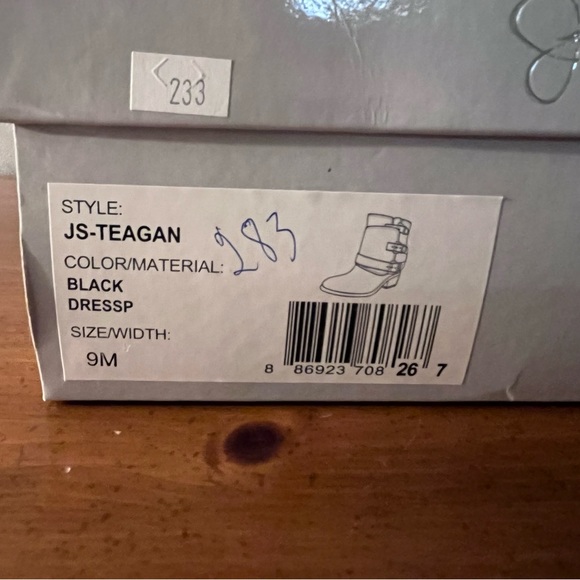 233
STYLE:
JS-TEAGAN
283
COLOR/MATERIAL:
BLACK
DRESSP
SIZE/WIDTH:
9M
8 86923 708 26 7